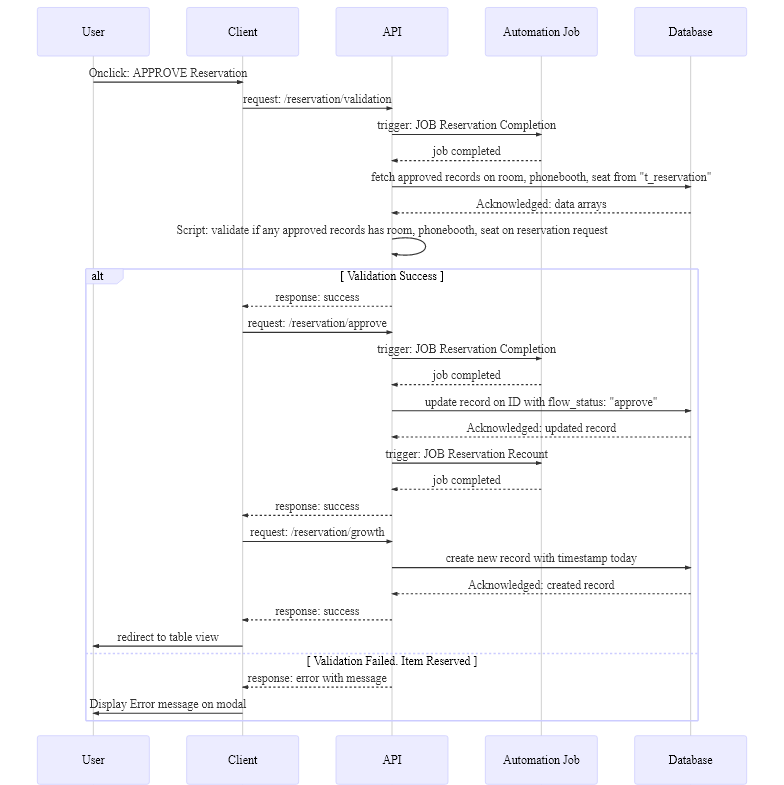 User
Client
API
Automation Job
Database
Onclick: APPROVE Reservation
request: /reservation/validation
trigger: JOB Reservation Completion
job completed
fetch approved records on room, phonebooth, seat from "t_reservation"
Acknowledged: data arrays
Script: validate if any approved records has room, phonebooth, seat on reservation request
alt
[ Validation Success ]
response: success
request: /reservation/approve
trigger: JOB Reservation Completion
job completed
update record on ID with flow_status: "approve"
Acknowledged: updated record
trigger: JOB Reservation Recount
job completed
response: success
request: /reservation/growth
create new record with timestamp today
Acknowledged: created record
response: success
redirect to table view
[ Validation Failed. Item Reserved ]
response: error with message
Display Error message on modal
User
Client
API
Automation Job
Database